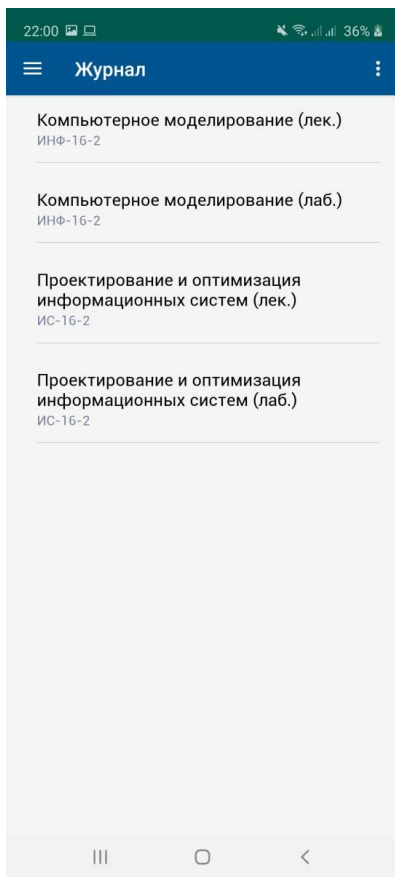 22:00 36%
Журнал
Компьютерное моделирование (лек.)
ИНФ-16-2
Компьютерное моделирование (лаб.)
ИНФ-16-2
Проектирование и оптимизация
информационных систем (лек.)
ИС-16-2
Проектирование и оптимизация
информационных систем (лаб.)
ИС-16-2